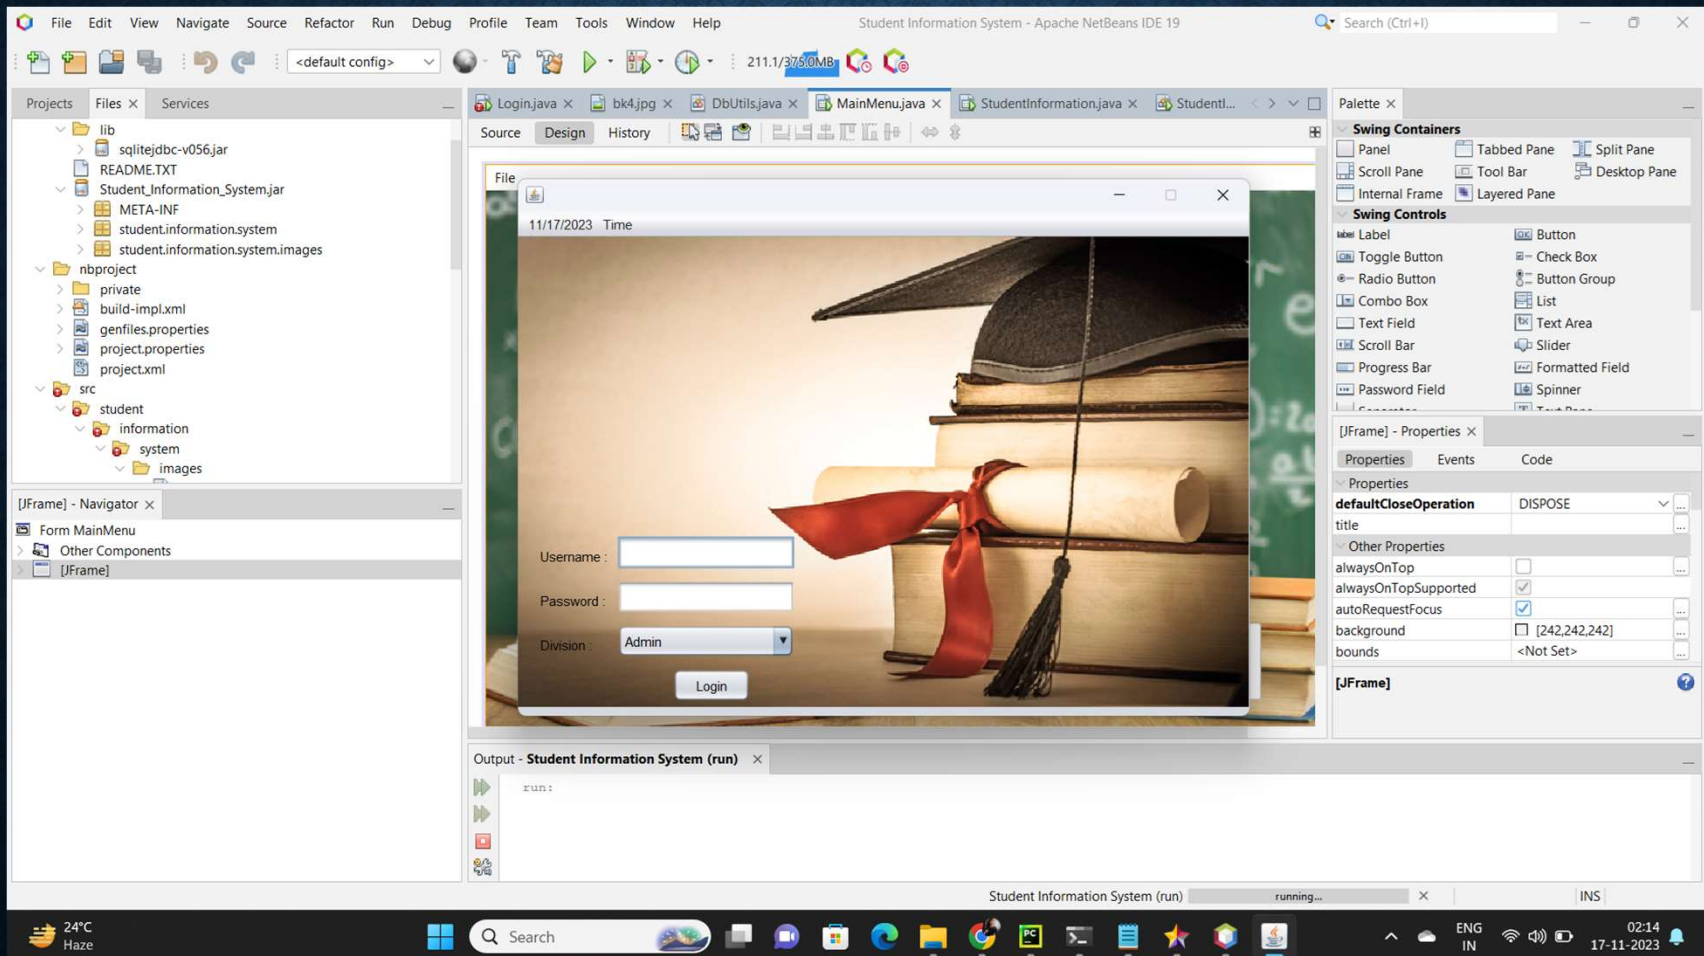 File Edit View Navigate Source Refactor Run Debug Profile Team Tools Window Help
Student Information System - Apache NetBeans IDE 19
Search (Ctrl+I)
<default config>
211.1/375.0MB
Projects Files Services
lib
sqlitejdbc-v056.jar
README.TXT
Student_Information_System.jar
META-INF
student.information.system
student.information.system.images
nbproject
private
build-impl.xml
genfiles.properties
project.properties
project.xml
src
student
information
system
images
[JFrame] - Navigator
Form MainMenu
Other Components
[JFrame]
Login.java bk4.jpg DbUtils.java MainMenu.java StudentInformation.java StudentI...
Source Design History
File
11/17/2023 Time
Username :
Password :
Division :
Admin
Login
Output - Student Information System (run)
run:
Palette
Swing Containers
Panel Tabbed Pane Split Pane
Scroll Pane Tool Bar Desktop Pane
Internal Frame Layered Pane
Swing Controls
label Label OK Button
ON Toggle Button Check Box
Radio Button Button Group
Combo Box List
Text Field Text Area
Scroll Bar Slider
Progress Bar Formatted Field
Password Field Spinner
[JFrame] - Properties
Properties Events Code
Properties
defaultCloseOperation DISPOSE
title
Other Properties
alwaysOnTop
alwaysOnTopSupported
autoRequestFocus
background [242,242,242]
bounds <Not Set>
[JFrame]
Student Information System (run) running... INS
24°C
Haze
Search
PC
ENG
IN
02:14
17-11-2023